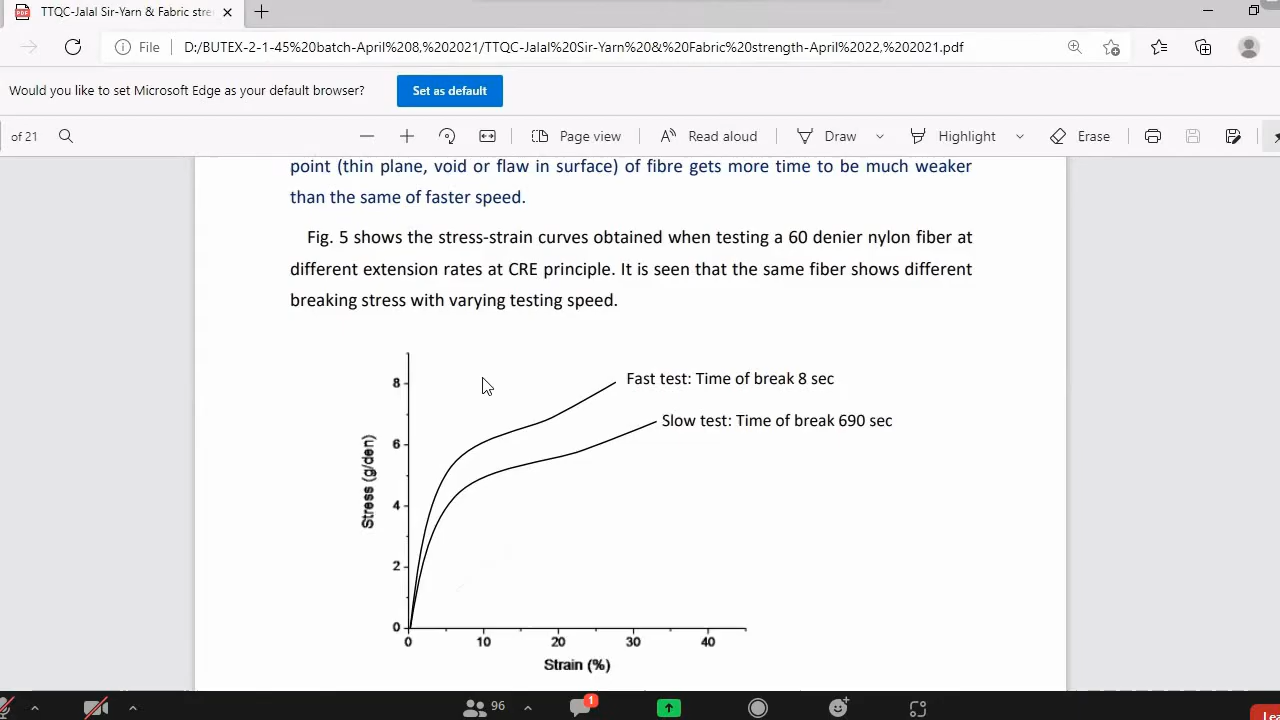 TTQC-Jalal Sir-Yarn & Fabric stre
File
D:/BUTEX-2-1-45%20batch-April%208,%202021/TTQC-Jalal%20Sir-Yarn%20&%20Fabric%20strength-April%2022,%202021.pdf
Would you like to set Microsoft Edge as your default browser?
Set as default
of 21
Page view
Read aloud
Draw
Highlight
Erase
point (thin plane, void or flaw in surface) of fibre gets more time to be much weaker
than the same of faster speed.
Fig. 5 shows the stress-strain curves obtained when testing a 60 denier nylon fiber at
different extension rates at CRE principle. It is seen that the same fiber shows different
breaking stress with varying testing speed.
8
Fast test: Time of break 8 sec
Slow test: Time of break 690 sec
6
Stress (g/den)
4
2
0
0 10 20 30 40
Strain (%)
96
1
Lea